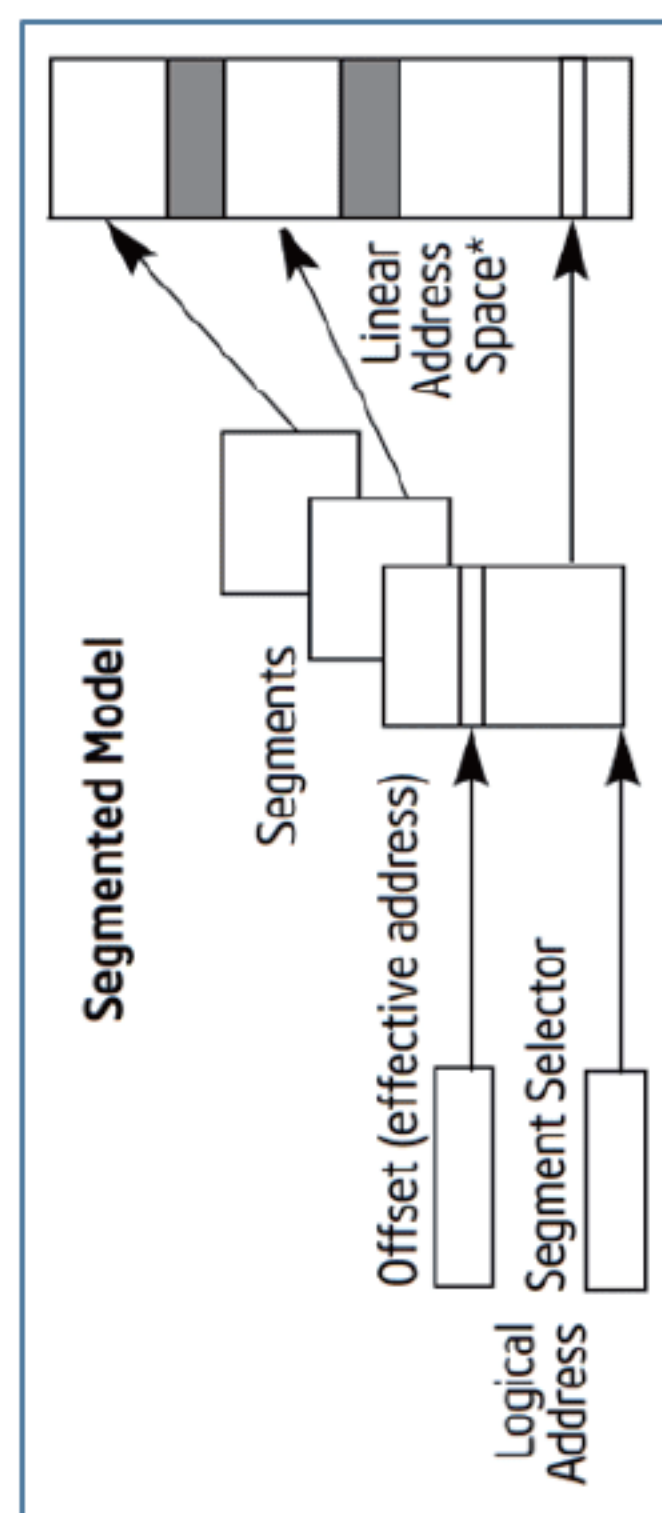 Segmented Model
Segments
Linear
Address
Space*
Offset (effective address)
Logical
Address
Segment Selector